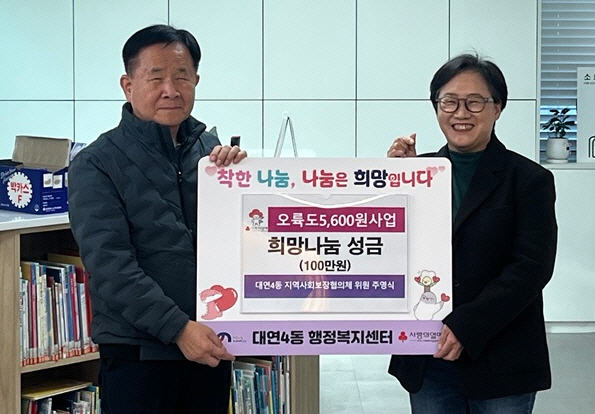 착한 나눔, 나눔은 희망입니다
오륙도5,600원사업
희망나눔 성금
(100만원)
대연4동 지역사회보장협의체 위원 주영식
대연4동 행정복지센터
사랑의열매
박카스
F